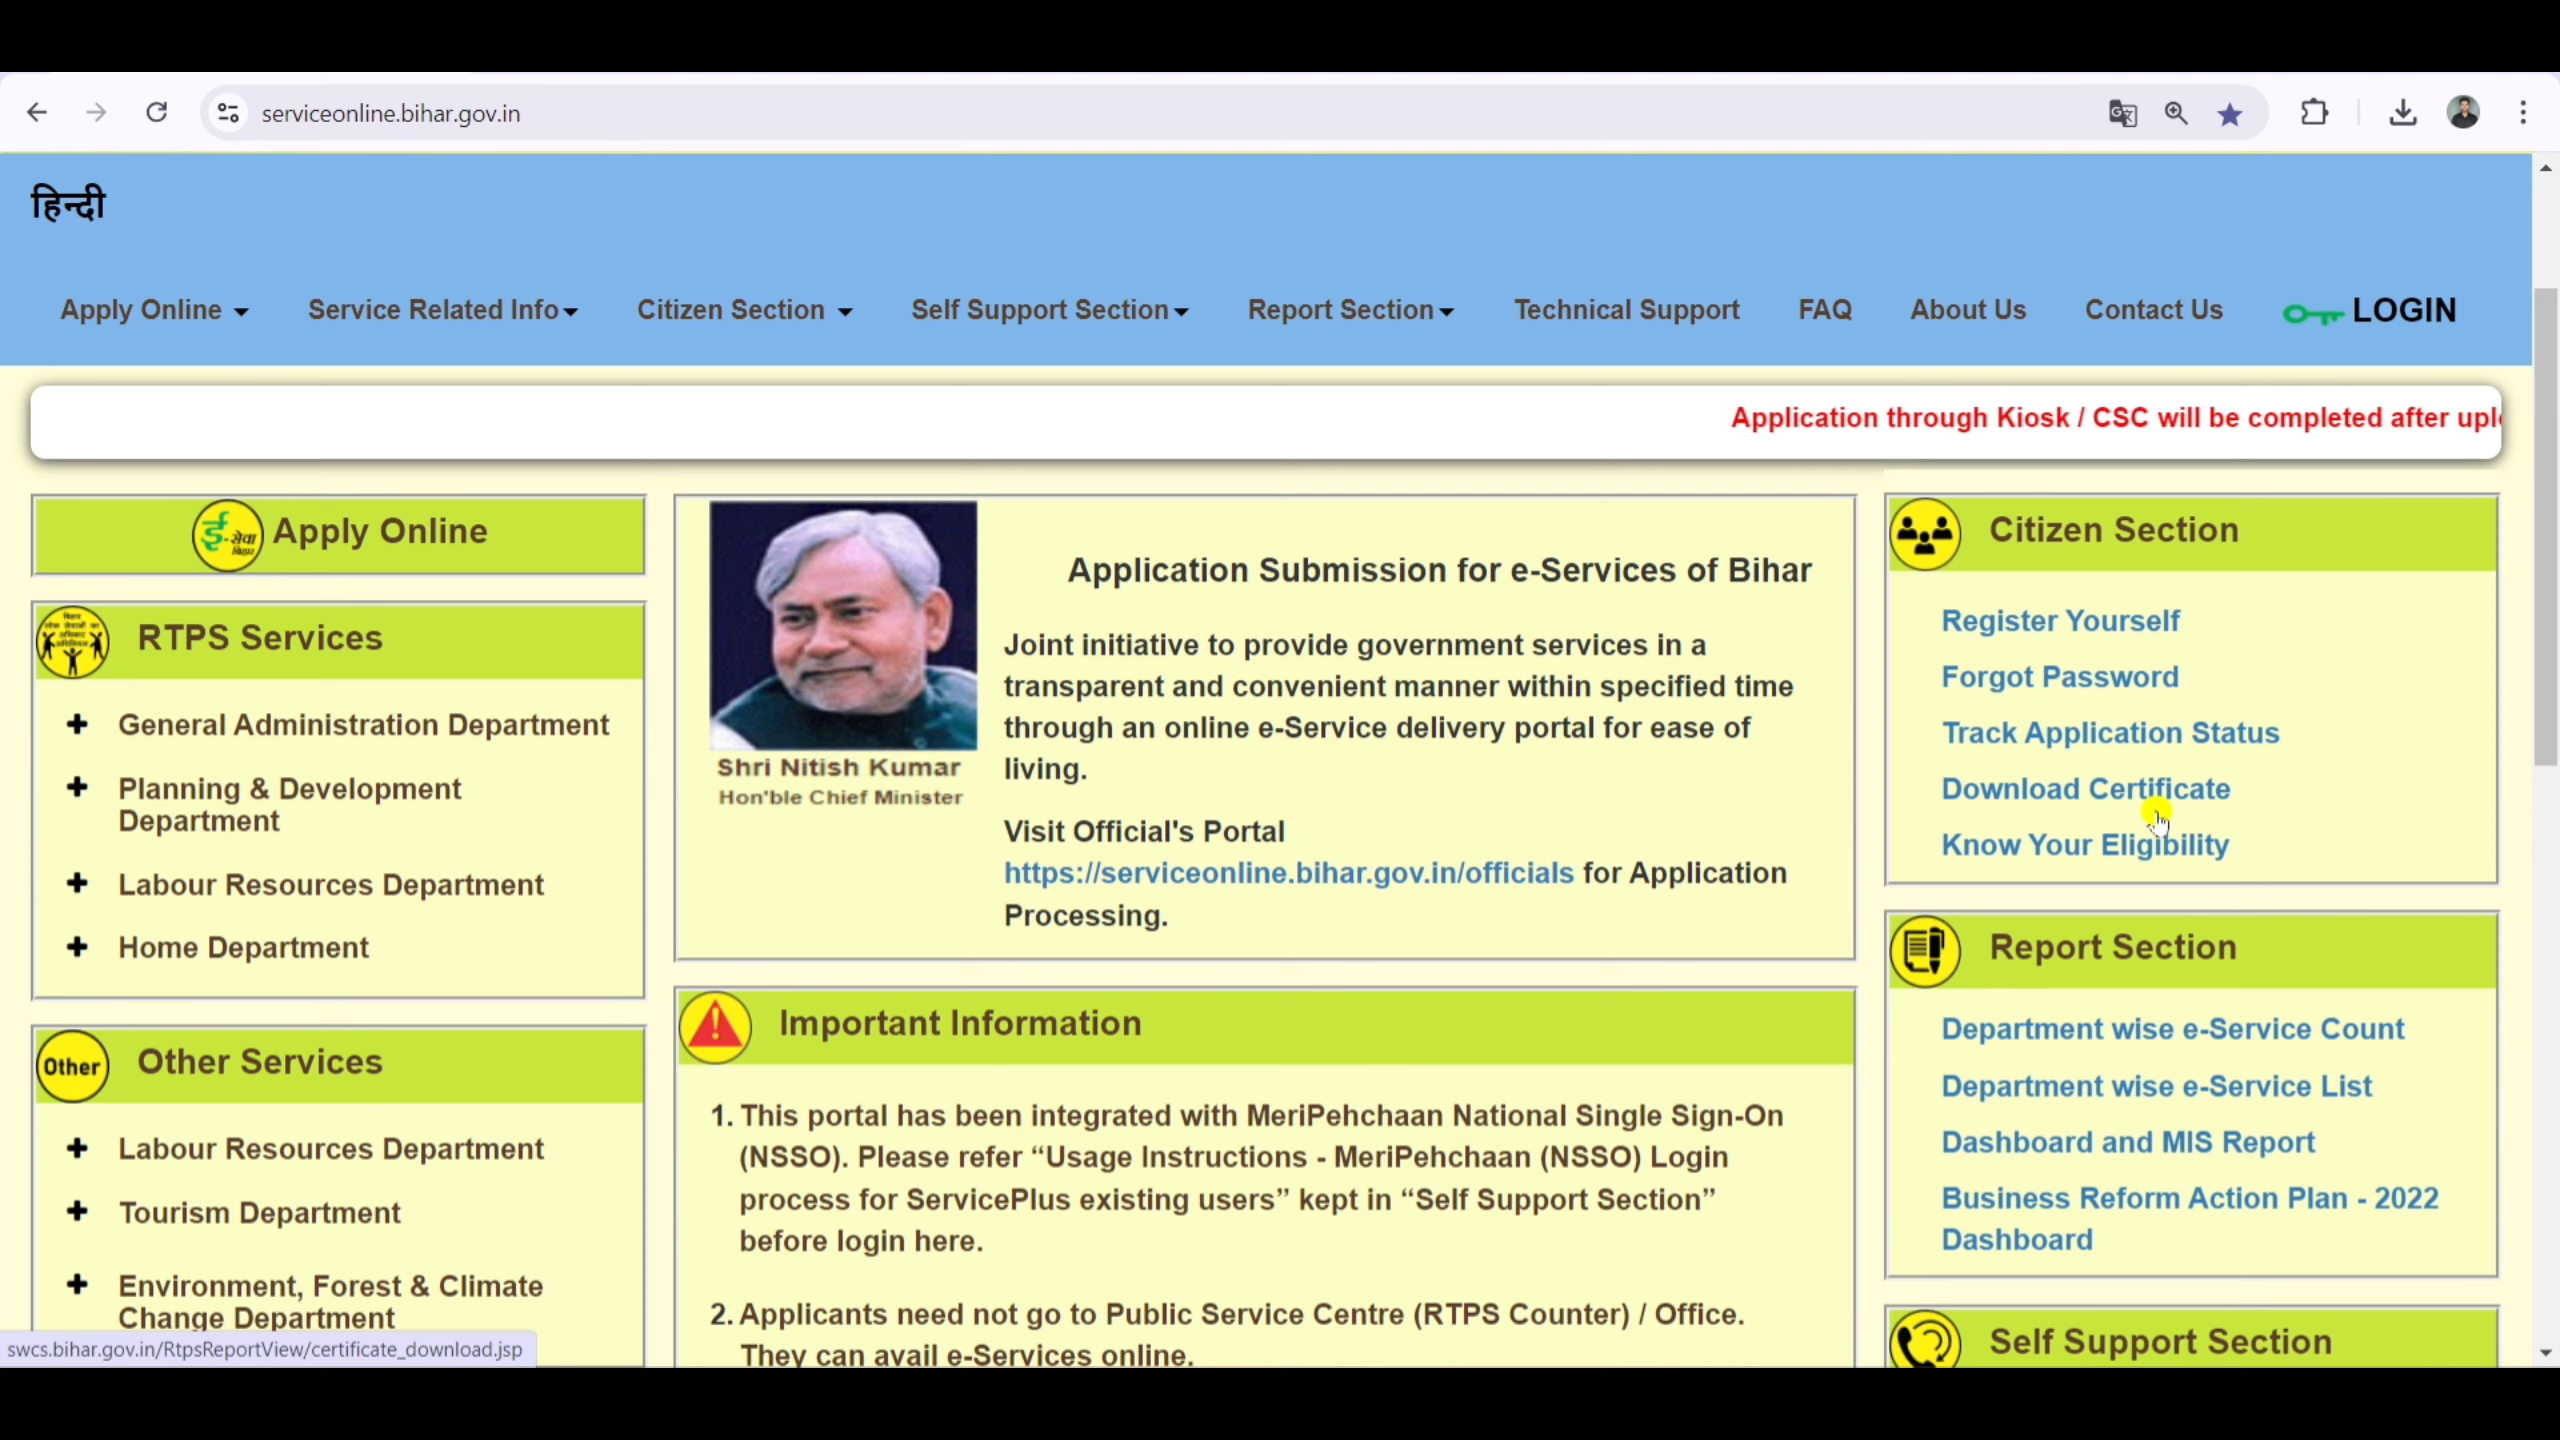 serviceonline.bihar.gov.in
हिन्दी
Apply Online
Service Related Info
Citizen Section
Self Support Section
Report Section
Technical Support
FAQ
About Us
Contact Us
LOGIN
Application through Kiosk / CSC will be completed after upl
ई-सेवा
बिहार
Apply Online
RTPS Services
General Administration Department
Planning & Development
Department
Labour Resources Department
Home Department
Other
Other Services
Labour Resources Department
Tourism Department
Environment, Forest & Climate
Change Department
Shri Nitish Kumar
Hon'ble Chief Minister
Application Submission for e-Services of Bihar
Joint initiative to provide government services in a
transparent and convenient manner within specified time
through an online e-Service delivery portal for ease of
living.
Visit Official's Portal
https://serviceonline.bihar.gov.in/officials for Application
Processing.
Important Information
1. This portal has been integrated with MeriPehchaan National Single Sign-On
(NSSO). Please refer “Usage Instructions - MeriPehchaan (NSSO) Login
process for ServicePlus existing users” kept in “Self Support Section”
before login here.
2. Applicants need not go to Public Service Centre (RTPS Counter) / Office.
They can avail e-Services online.
Citizen Section
Register Yourself
Forgot Password
Track Application Status
Download Certificate
Know Your Eligibility
Report Section
Department wise e-Service Count
Department wise e-Service List
Dashboard and MIS Report
Business Reform Action Plan - 2022
Dashboard
Self Support Section
swcs.bihar.gov.in/RtpsReportView/certificate_download.jsp